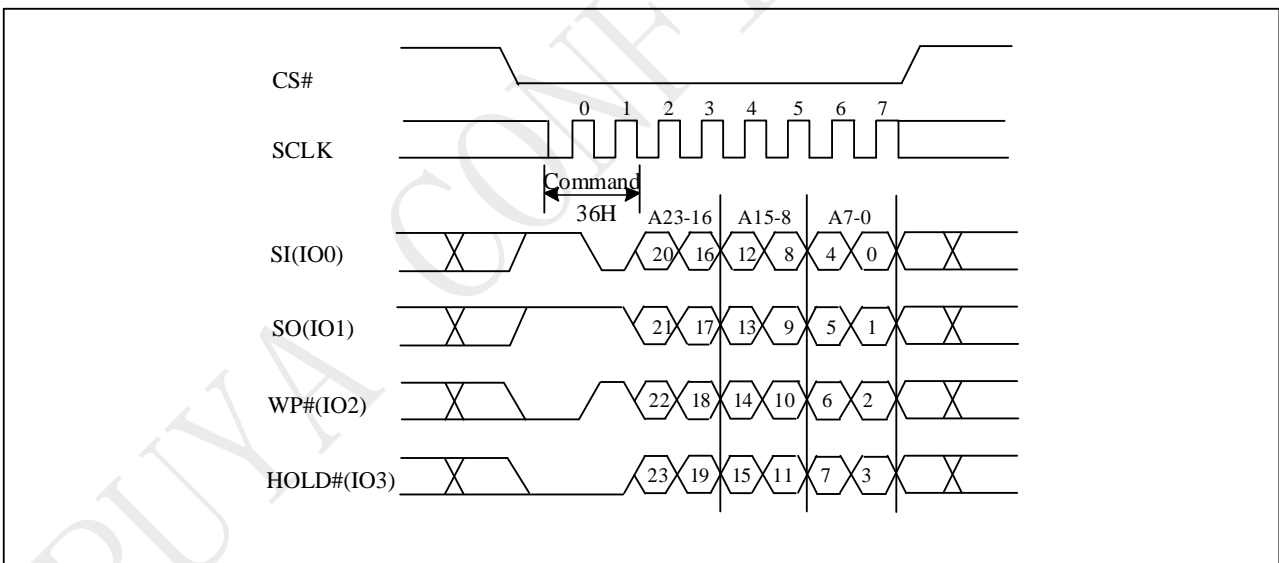 CS#
0 1 2 3 4 5 6 7
SCLK
Command
36H
A23-16 A15-8 A7-0
SI(IO0) 20 16 12 8 4 0
SO(IO1) 21 17 13 9 5 1
WP#(IO2) 22 18 14 10 6 2
HOLD#(IO3) 23 19 15 11 7 3